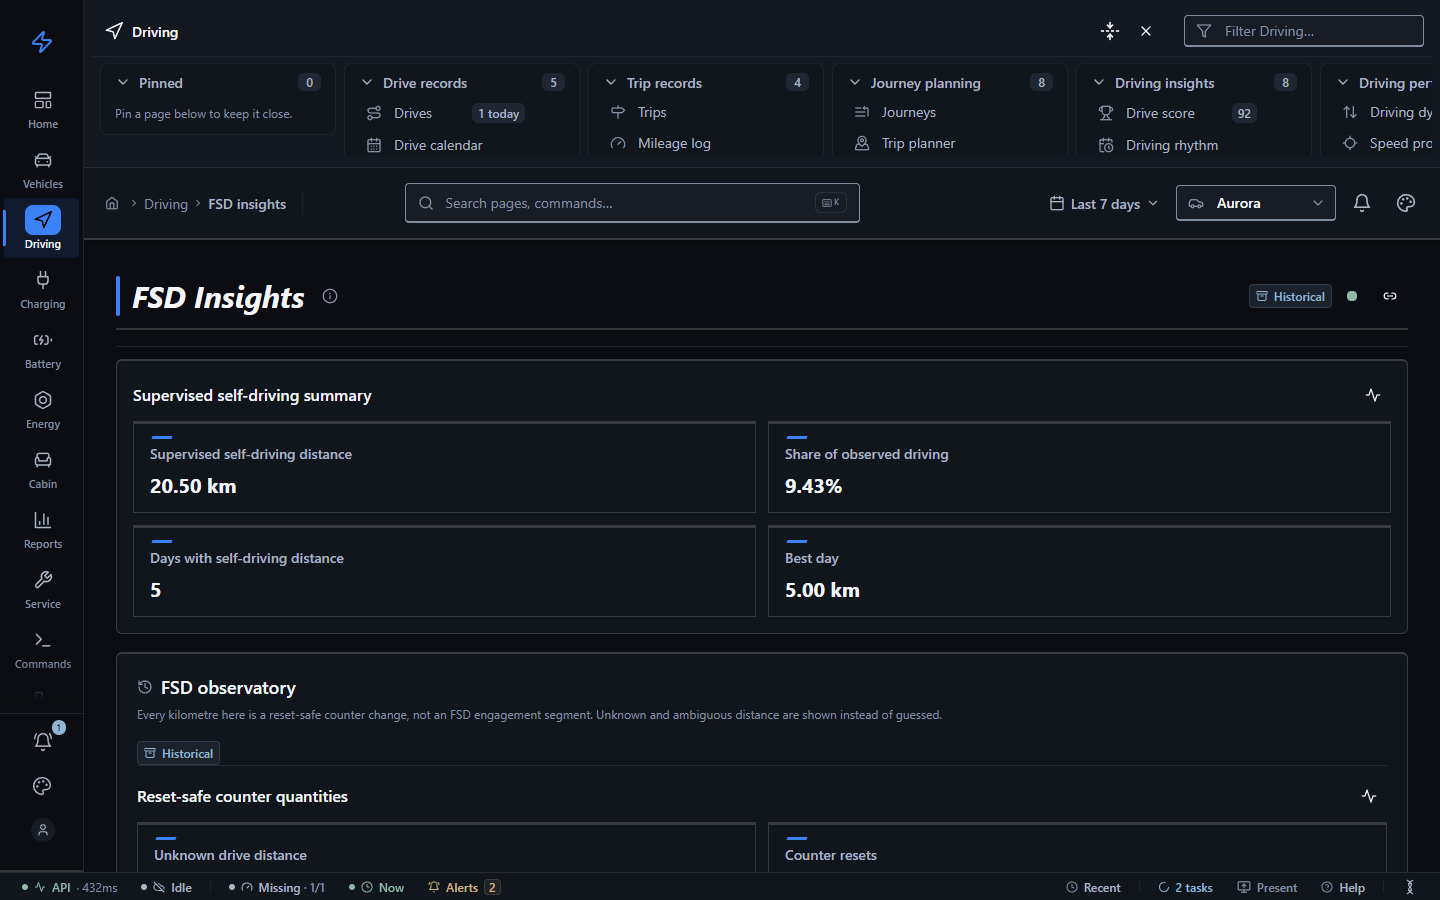 Driving
Filter Driving...
Pinned 0
Pin a page below to keep it close.
Drive records 5
Drives 1 today
Drive calendar
Trip records 4
Trips
Mileage log
Journey planning 8
Journeys
Trip planner
Driving insights 8
Drive score 92
Driving rhythm
Driving per
Driving dy
Speed pro
Home
Vehicles
Driving
Charging
Battery
Energy
Cabin
Reports
Service
Commands
1
Driving
FSD insights
Search pages, commands...
K
Last 7 days
Aurora
FSD Insights
Historical
Supervised self-driving summary
Supervised self-driving distance
20.50 km
Share of observed driving
9.43%
Days with self-driving distance
5
Best day
5.00 km
FSD observatory
Every kilometre here is a reset-safe counter change, not an FSD engagement segment. Unknown and ambiguous distance are shown instead of guessed.
Historical
Reset-safe counter quantities
Unknown drive distance
Counter resets
API · 432ms
Idle
Missing · 1/1
Now
Alerts 2
Recent
2 tasks
Present
Help